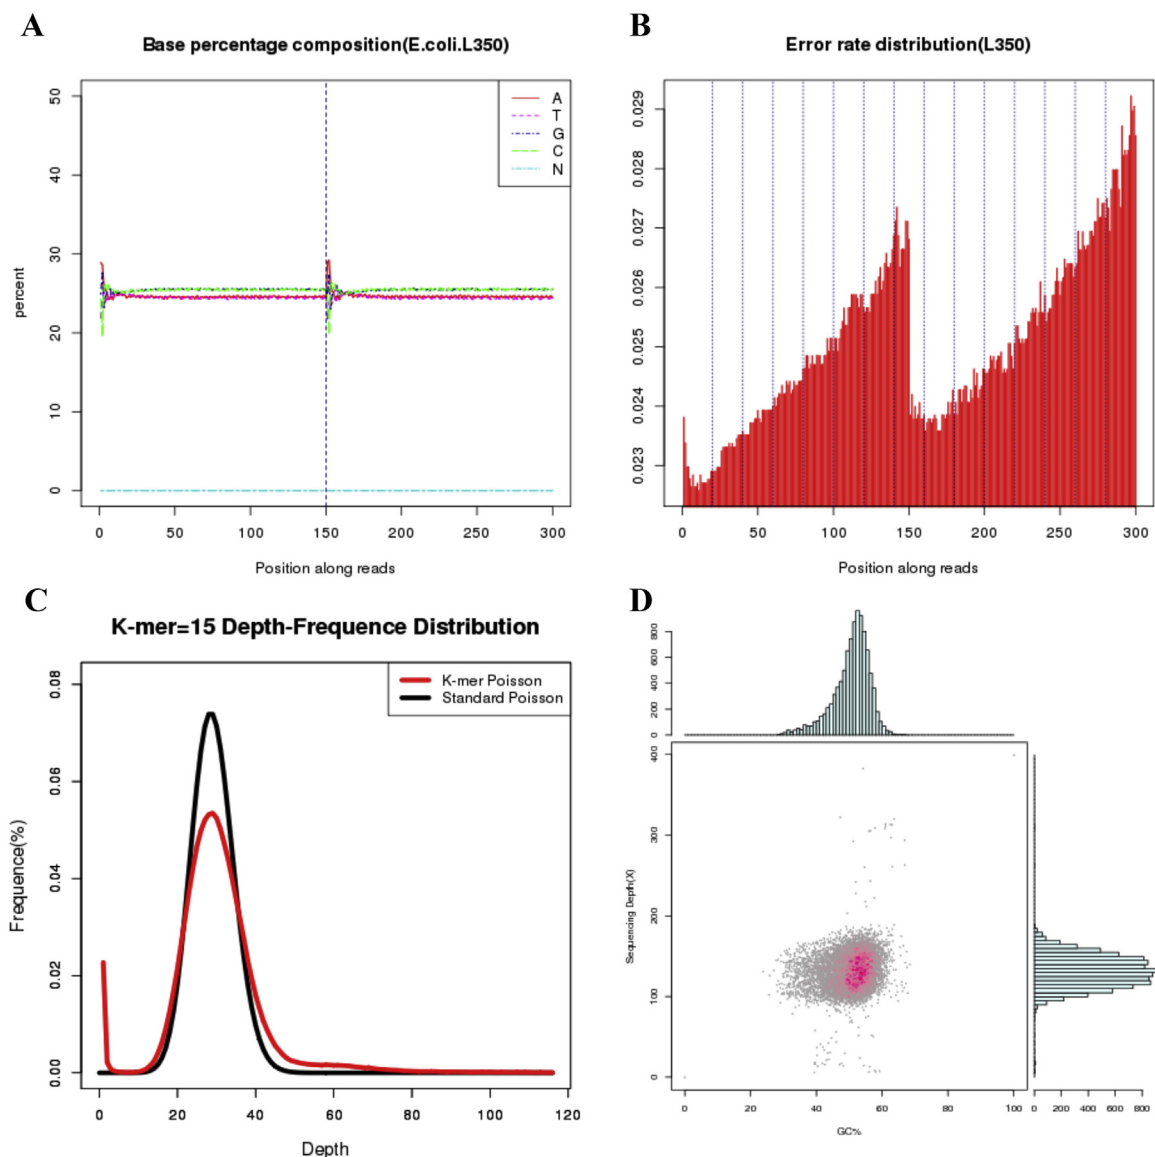 A
Base percentage composition(E.coli.L350)
50
40
30
20
10
0
percent
A
T
G
C
N
0 50 100 150 200 250 300
Position along reads
B
Error rate distribution(L350)
0.029
0.028
0.027
0.026
0.025
0.024
0.023
0 50 100 150 200 250 300
Position along reads
C
K-mer=15 Depth-Frequence Distribution
K-mer Poisson
Standard Poisson
0.08
0.06
0.04
0.02
0.00
Frequence(%)
0 20 40 60 80 100 120
Depth
D
800
600
400
200
0
400
300
200
100
0
Sequencing Depth(X)
0 20 40 60 80 100
GC%
0 200 400 600 800